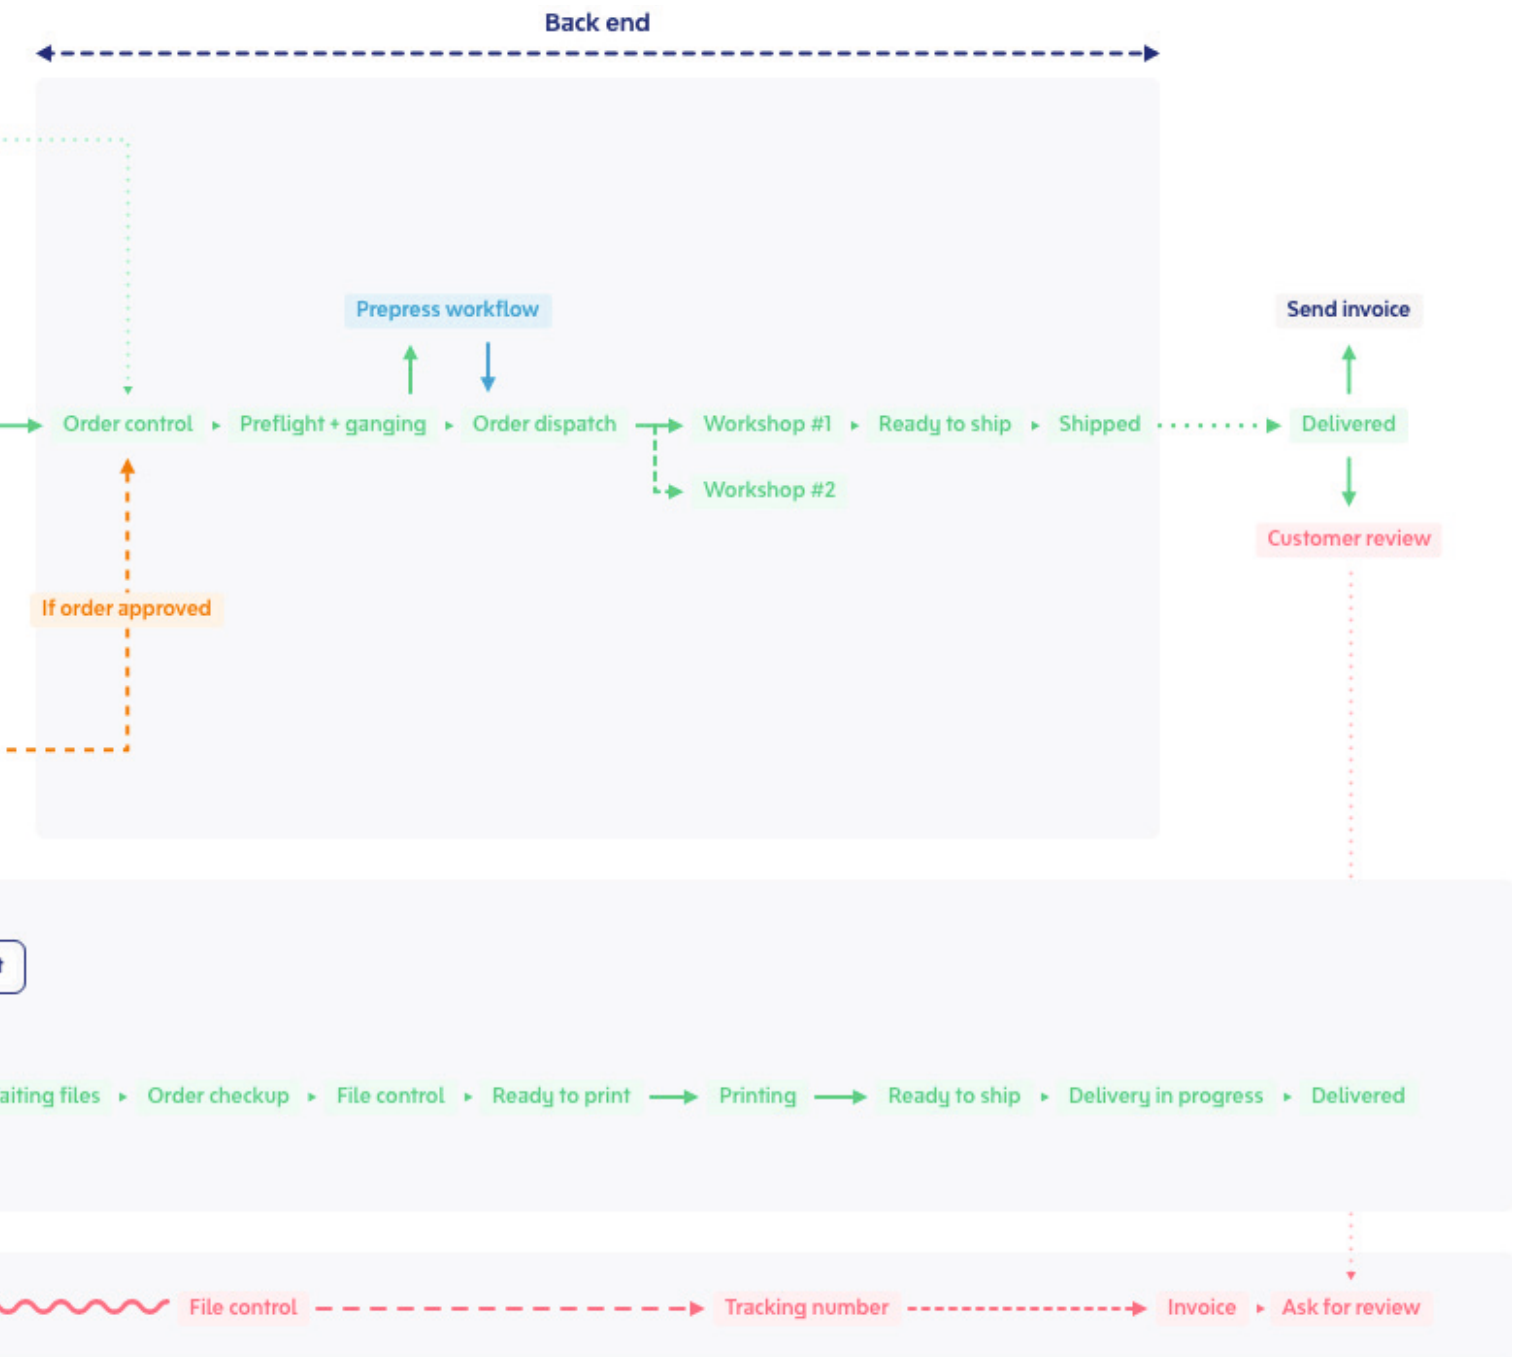 Back end
Prepress workflow
Send invoice
Order control
Preflight + ganging
Order dispatch
Workshop #1
Ready to ship
Shipped
Delivered
Workshop #2
Customer review
If order approved
t
aiting files
Order checkup
File control
Ready to print
Printing
Ready to ship
Delivery in progress
Delivered
File control
Tracking number
Invoice
Ask for review